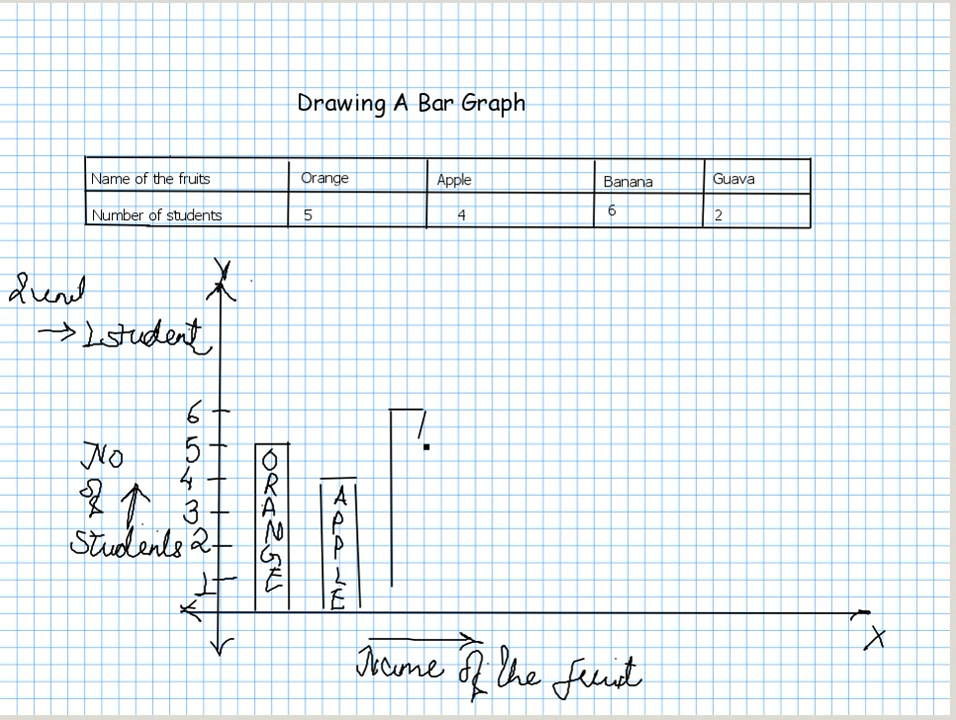 Drawing A Bar Graph
Name of the fruits Orange Apple Banana Guava
Number of students 5 4 6 2
Y
→ 1 student
6
5
4
3
2
1
No
of
Students
ORANGE
APPLE
X
Name of the fruit